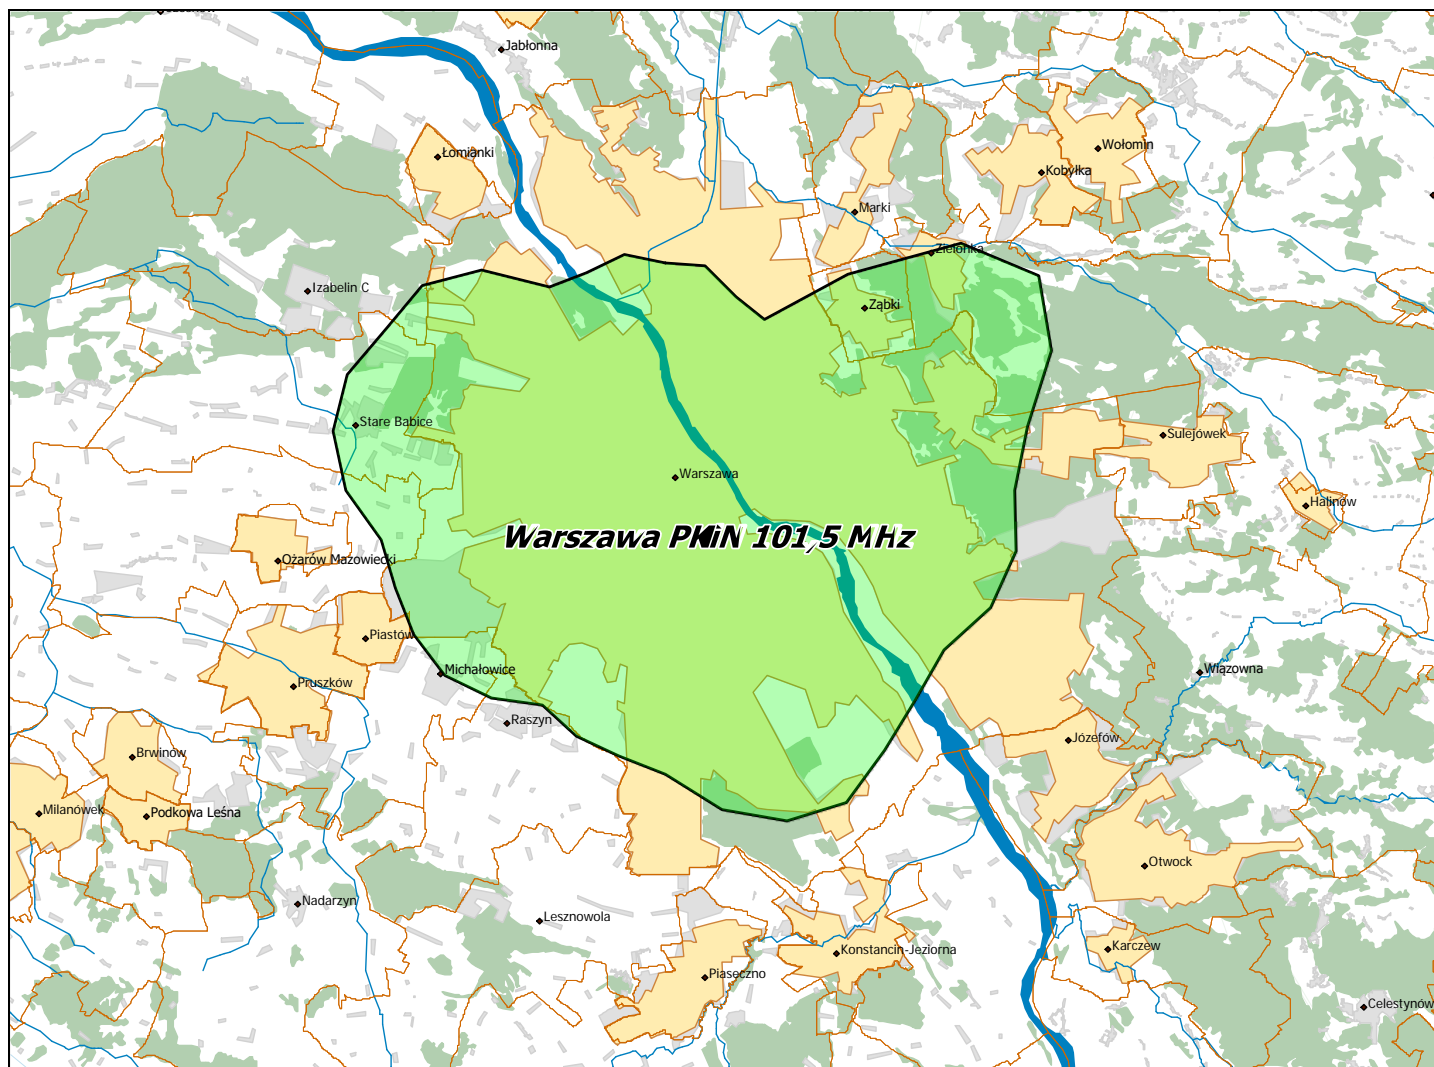 Jabłonna
Łomianki
Wołomin
Kobyłka
Marki
Zielonka
Izabelin C
Ząbki
Stare Babice
Sulejówek
Warszawa
Halinów
Warszawa PKiN 101,5 MHz
Ożarów Mazowiecki
Piastów
Michałowice
Wiązowna
Pruszków
Raszyn
Józefów
Brwinów
Milanówek
Podkowa Leśna
Otwock
Nadarzyn
Lesznowola
Konstancin-Jeziorna
Karczew
Piaseczno
Celestynów